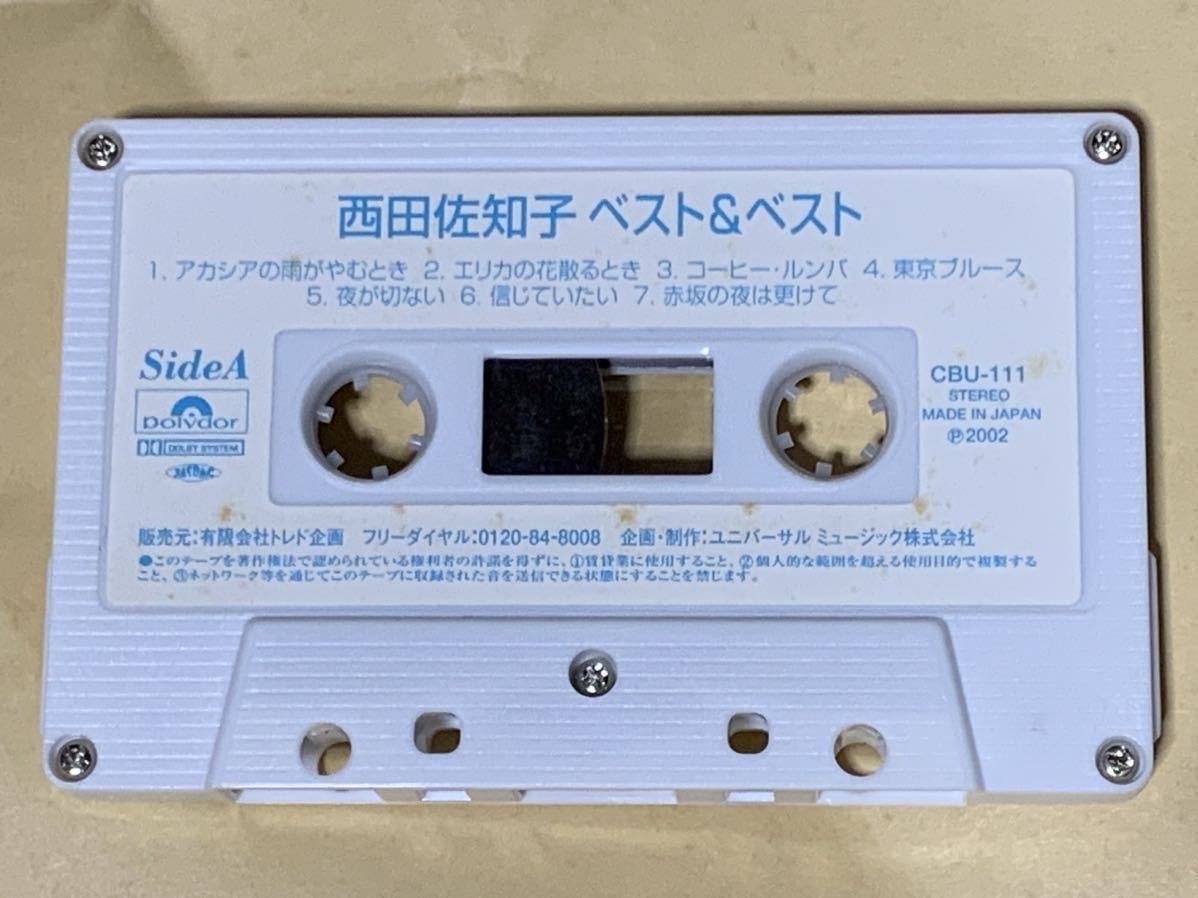 西田佐知子 ベスト&ベスト
1. アカシアの雨がやむとき 2. エリカの花散るとき 3. コーヒー・ルンバ 4. 東京ブルース
5. 夜が切ない 6. 信じていたい 7. 赤坂の夜は更けて
SideA
polydor
DOLBY SYSTEM
JASRAC
CBU-111
STEREO
MADE IN JAPAN
Ⓟ2002
販売元:有限会社トレド企画 フリーダイヤル:0120-84-8008 企画・制作:ユニバーサル ミュージック株式会社
●このテープを著作権法で認められている権利者の許諾を得ずに、①賃貸業に使用すること、②個人的な範囲を超える使用目的で複製する
こと、③ネットワーク等を通じてこのテープに収録された音を送信できる状態にすることを禁じます。